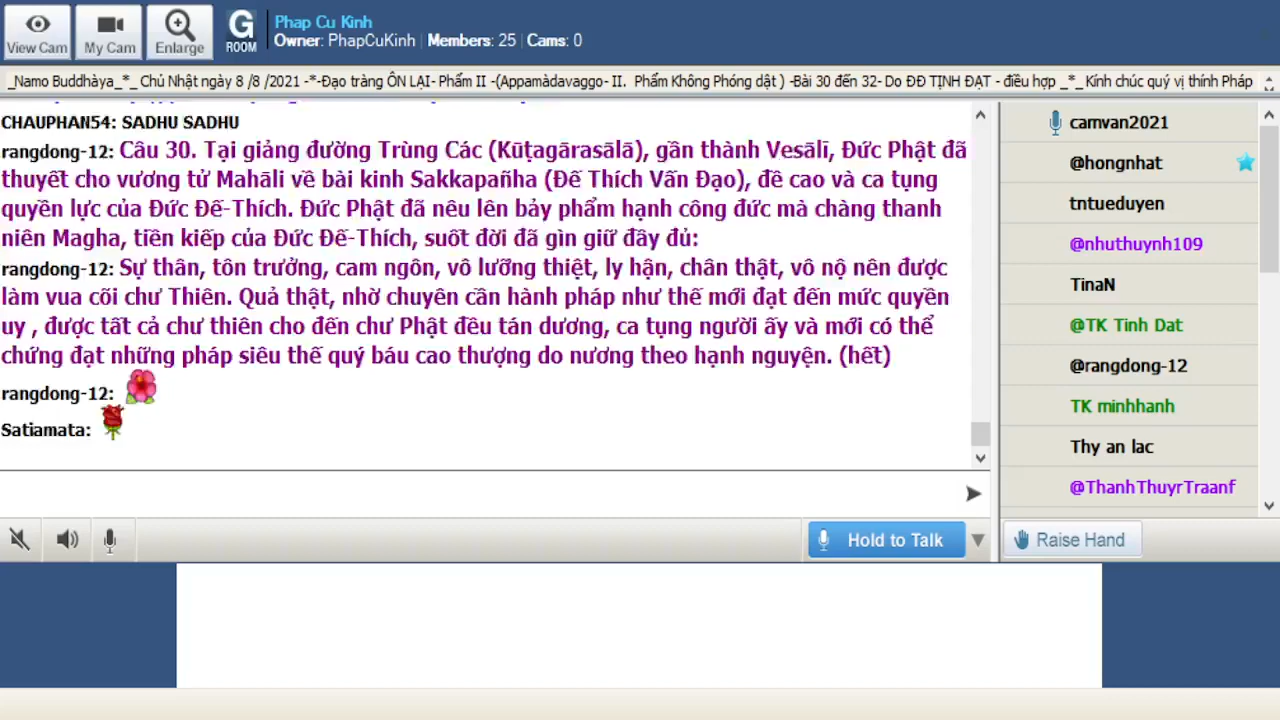 View Cam
My Cam
Enlarge
G
ROOM
Phap Cu Kinh
Owner: PhapCuKinh | Members: 25 | Cams: 0
_Namo Buddhàya_*_ Chủ Nhật ngày 8 /8 /2021 -*-Đạo tràng ÔN LẠI- Phẩm II -(Appamàdavaggo- II. Phẩm Không Phóng dật ) -Bài 30 đến 32- Do ĐĐ TỊNH ĐẠT - điều hợp _*_Kính chúc quý vị thính Pháp
CHAUPHAN54: SADHU SADHU
rangdong-12: Câu 30. Tại giảng đường Trùng Các (Kūṭagārasālā), gần thành Vesālī, Đức Phật đã
thuyết cho vương tử Mahāli về bài kinh Sakkapañha (Đế Thích Vấn Đạo), đề cao và ca tụng
quyền lực của Đức Đế-Thích. Đức Phật đã nêu lên bảy phẩm hạnh công đức mà chàng thanh
niên Magha, tiền kiếp của Đức Đế-Thích, suốt đời đã gìn giữ đầy đủ:
rangdong-12: Sự thân, tôn trưởng, cam ngôn, vô lưỡng thiệt, ly hận, chân thật, vô nộ nên được
làm vua cõi chư Thiên. Quả thật, nhờ chuyên cần hành pháp như thế mới đạt đến mức quyền
uy , được tất cả chư thiên cho đến chư Phật đều tán dương, ca tụng người ấy và mới có thể
chứng đạt những pháp siêu thế quý báu cao thượng do nương theo hạnh nguyện. (hết)
rangdong-12:
Satiamata:
camvan2021
@hongnhat
tntueduyen
@nhuthuynh109
TinaN
@TK Tinh Dat
@rangdong-12
TK minhhanh
Thy an lac
@ThanhThuyrTraanf
Hold to Talk
Raise Hand